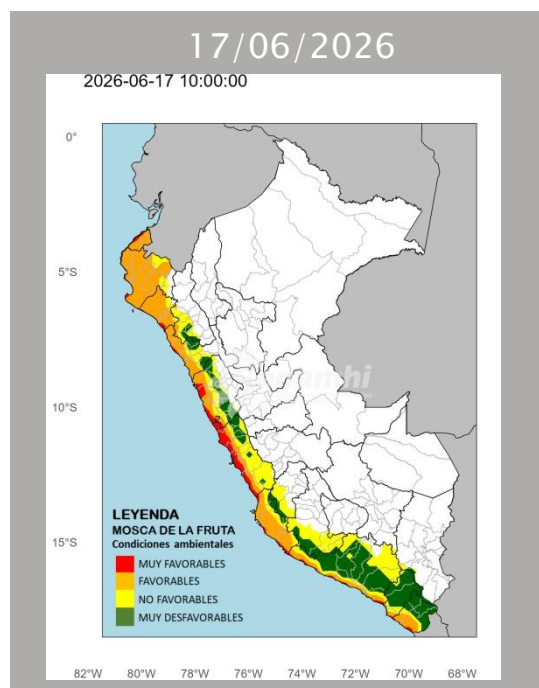 17/06/2026
2026-06-17 10:00:00
0°
5°S
10°S
15°S
LEYENDA
MOSCA DE LA FRUTA
Condiciones ambientales
MUY FAVORABLES
FAVORABLES
NO FAVORABLES
MUY DESFAVORABLES
82°W 80°W 78°W 76°W 74°W 72°W 70°W 68°W